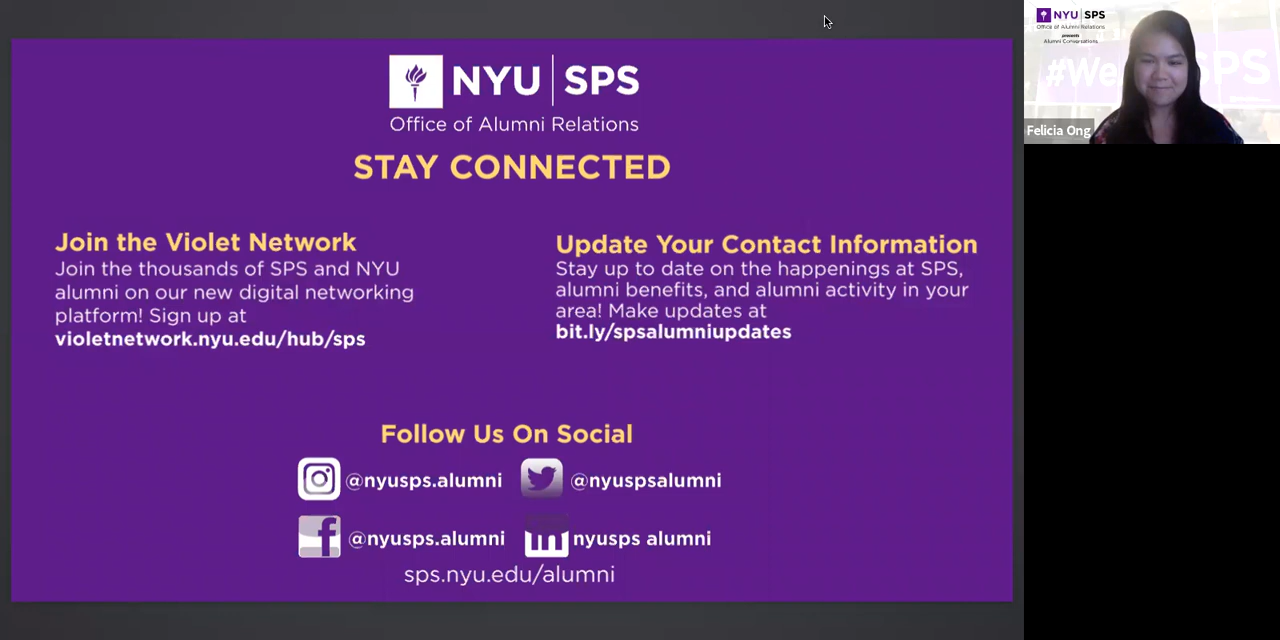 NYU SPS
Office of Alumni Relations
STAY CONNECTED
Join the Violet Network
Join the thousands of SPS and NYU
alumni on our new digital networking
platform! Sign up at
violetnetwork.nyu.edu/hub/sps
Update Your Contact Information
Stay up to date on the happenings at SPS,
alumni benefits, and alumni activity in your
area! Make updates at
bit.ly/spsalumniupdates
Follow Us On Social
@nyusps.alumni
@nyuspsalumni
@nyusps.alumni
nyusps alumni
sps.nyu.edu/alumni
NYU SPS
Office of Alumni Relations
presents
Alumni Conversations
#We SPS
Felicia Ong